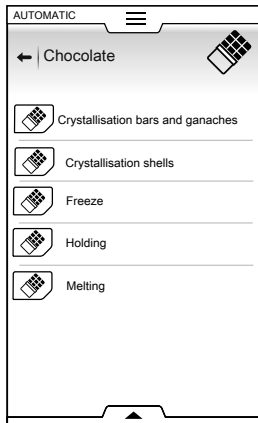 AUTOMATIC
Chocolate
Crystallisation bars and ganaches
Crystallisation shells
Freeze
Holding
Melting